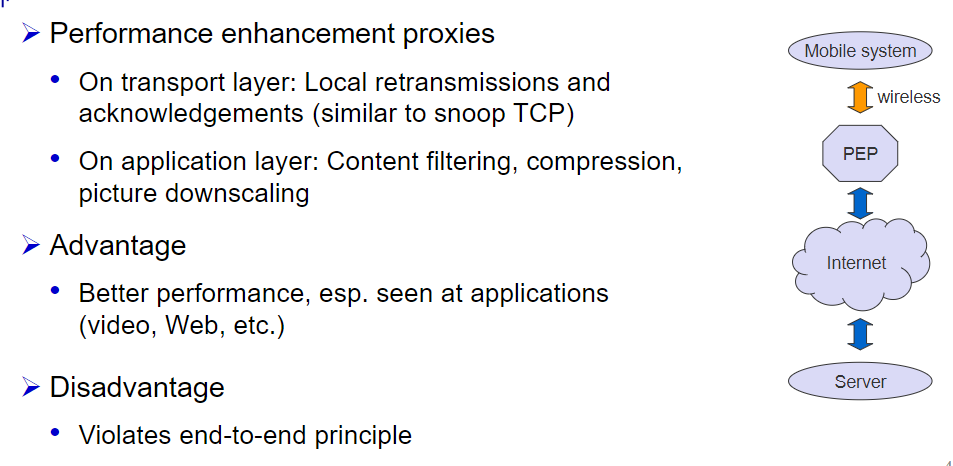 ➢ Performance enhancement proxies
• On transport layer: Local retransmissions and
acknowledgements (similar to snoop TCP)
• On application layer: Content filtering, compression,
picture downscaling
➢ Advantage
• Better performance, esp. seen at applications
(video, Web, etc.)
➢ Disadvantage
• Violates end-to-end principle
Mobile system
wireless
PEP
Internet
Server